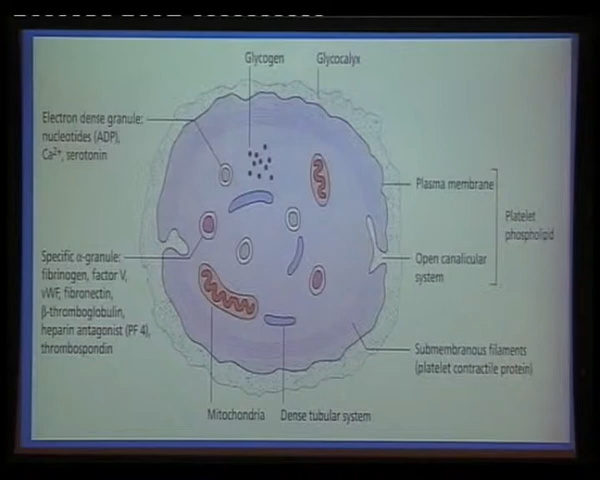 Glycogen
Glycocalyx
Electron dense granule:
nucleotides (ADP),
Ca²⁺, serotonin
Plasma membrane
Platelet
phospholipid
Open canalicular
system
Specific α-granule:
fibrinogen, factor V,
vWF, fibronectin,
β-thromboglobulin,
heparin antagonist (PF 4),
thrombospondin
Submembranous filaments
(platelet contractile protein)
Mitochondria
Dense tubular system